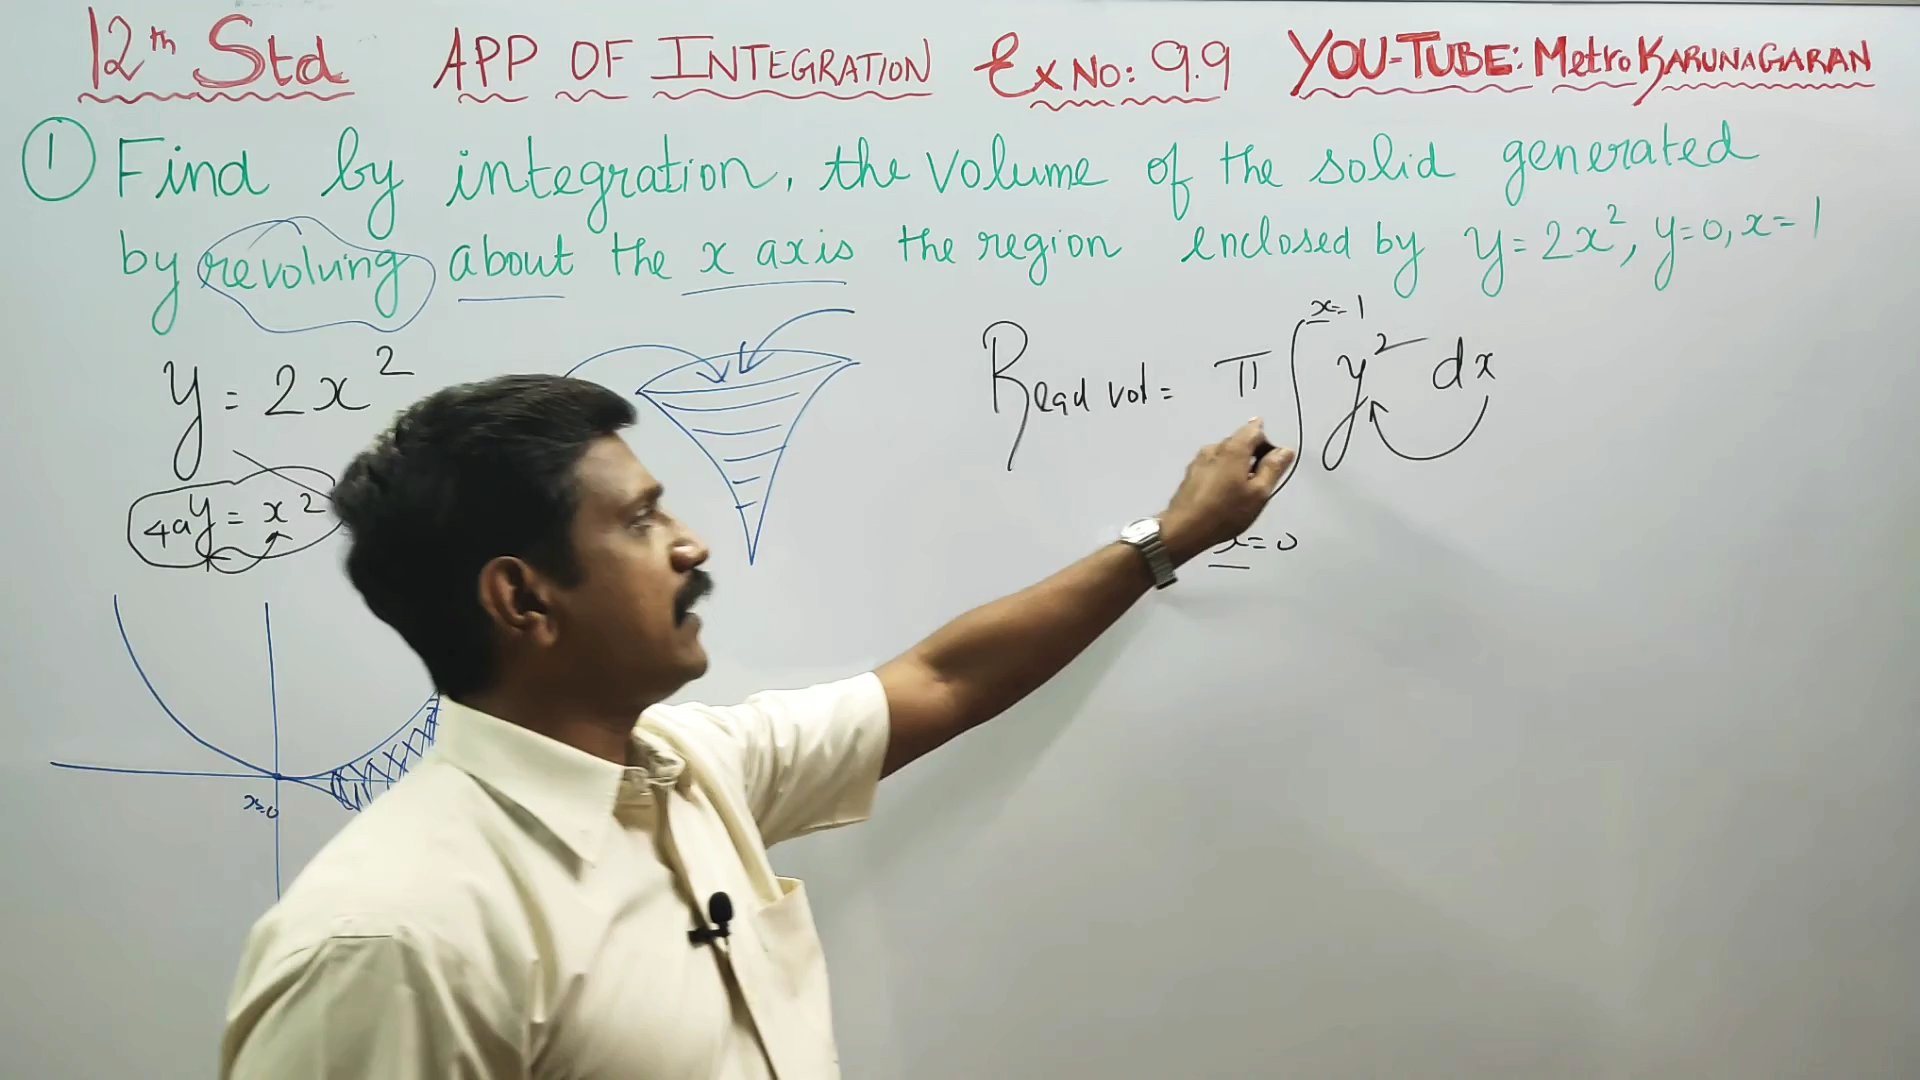 12th Std APP OF INTEGRATION Ex No: 9.9 YOU-TUBE: Metro KARUNAGARAN
① Find by integration, the volume of the solid generated
by revolving about the x axis the region enclosed by y=2x², y=0, x=1
y = 2x²
4ay = x²
x=0
Read vol = π ∫ y² dx
x=1
x=0